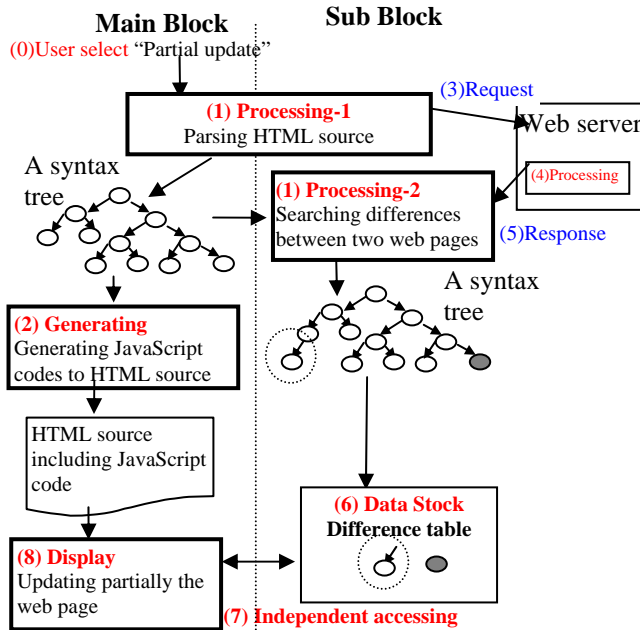 Main Block
Sub Block
(0)User select “Partial update”
(3)Request
(1) Processing-1
Parsing HTML source
Web server
(4)Processing
A syntax
tree
(1) Processing-2
Searching differences
between two web pages
(5)Response
A syntax
tree
(2) Generating
Generating JavaScript
codes to HTML source
HTML source
including JavaScript
code
(6) Data Stock
Difference table
(8) Display
Updating partially the
web page
(7) Independent accessing